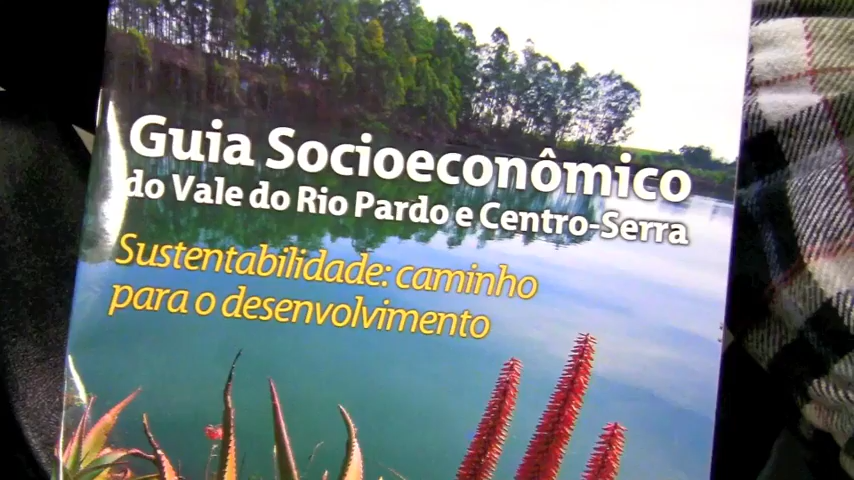 Guia Socioeconômico
do Vale do Rio Pardo e Centro-Serra
Sustentabilidade: caminho
para o desenvolvimento